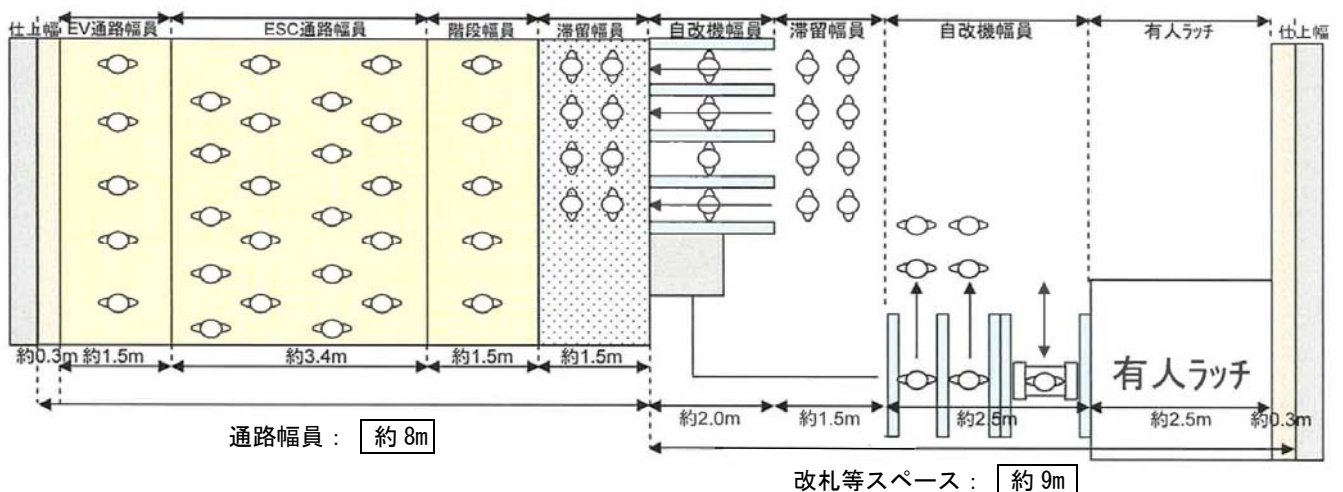 仕上幅 EV通路幅員 ESC通路幅員 階段幅員 滞留幅員 自改機幅員 滞留幅員 自改機幅員 有人ラッチ 仕上幅
有人ラッチ
約0.3m 約1.5m 約3.4m 約1.5m 約1.5m
約2.0m 約1.5m 約2.5m 約2.5m 約0.3m
通路幅員： 約8m
改札等スペース： 約9m